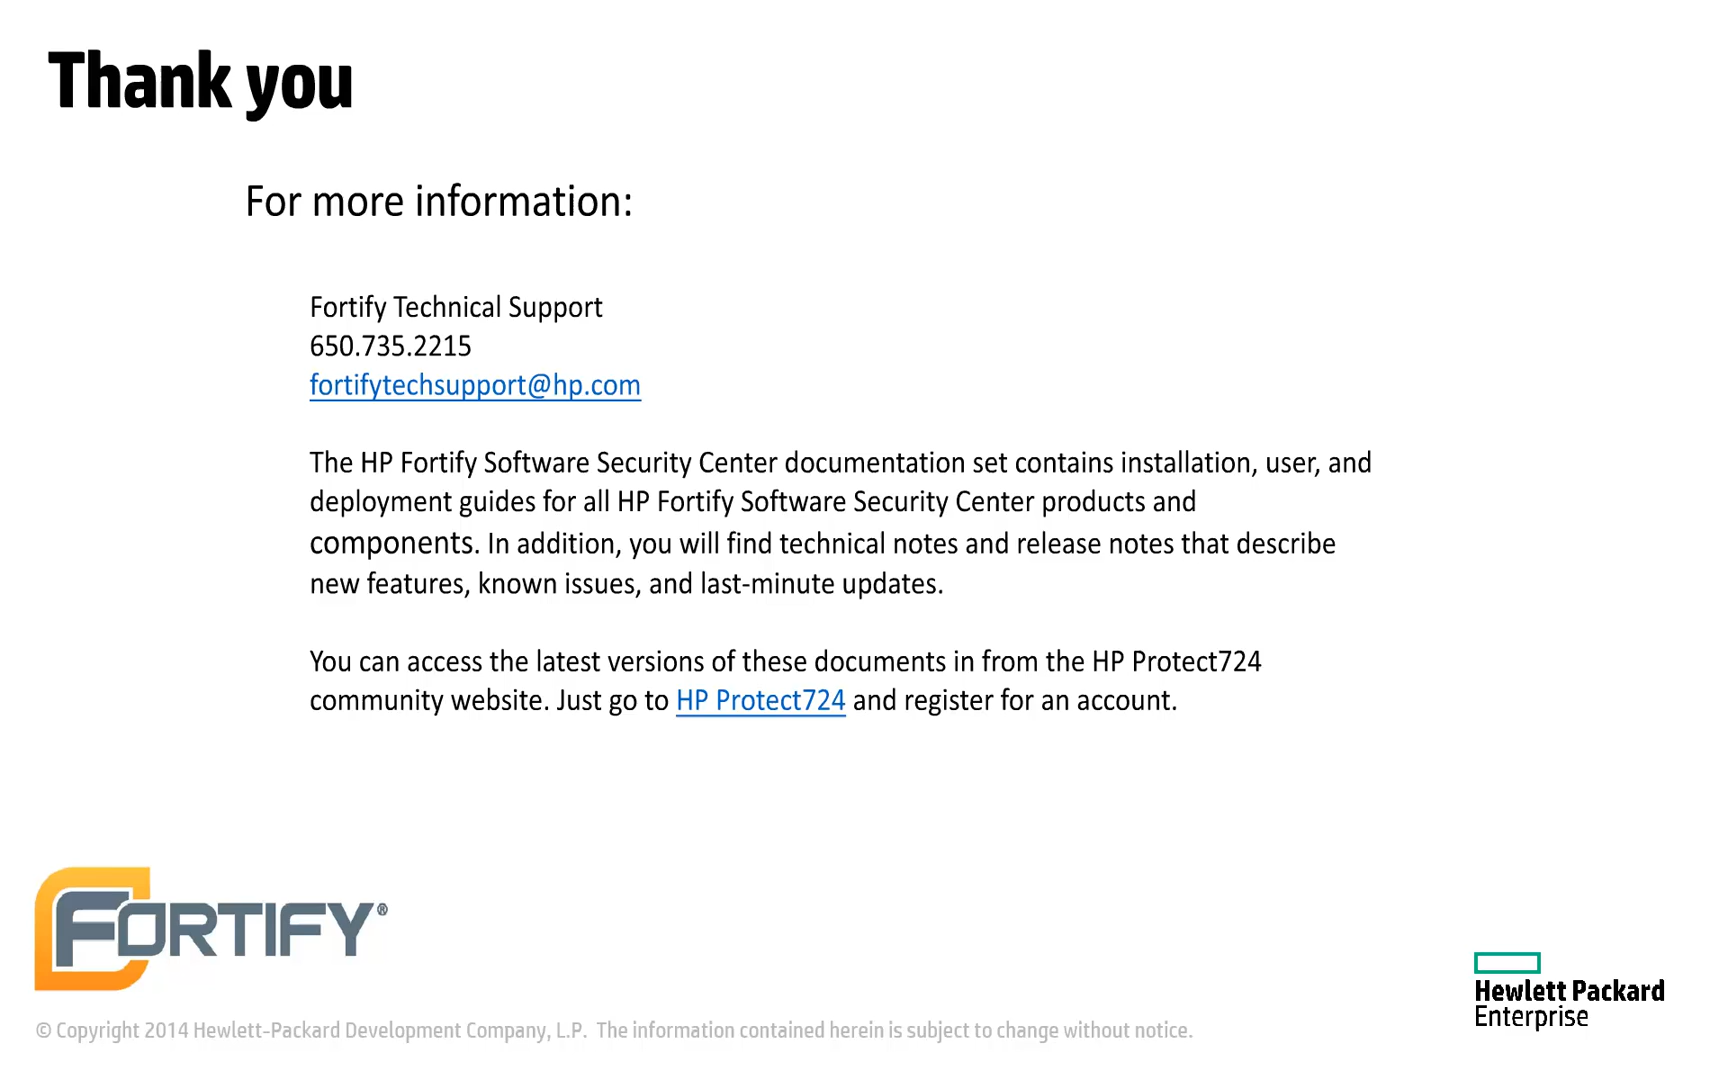 Thank you
For more information:
Fortify Technical Support
650.735.2215
fortifytechsupport@hp.com
The HP Fortify Software Security Center documentation set contains installation, user, and
deployment guides for all HP Fortify Software Security Center products and
components. In addition, you will find technical notes and release notes that describe
new features, known issues, and last-minute updates.
You can access the latest versions of these documents in from the HP Protect724
community website. Just go to HP Protect724 and register for an account.
FORTIFY®
Hewlett Packard
Enterprise
© Copyright 2014 Hewlett-Packard Development Company, L.P. The information contained herein is subject to change without notice.